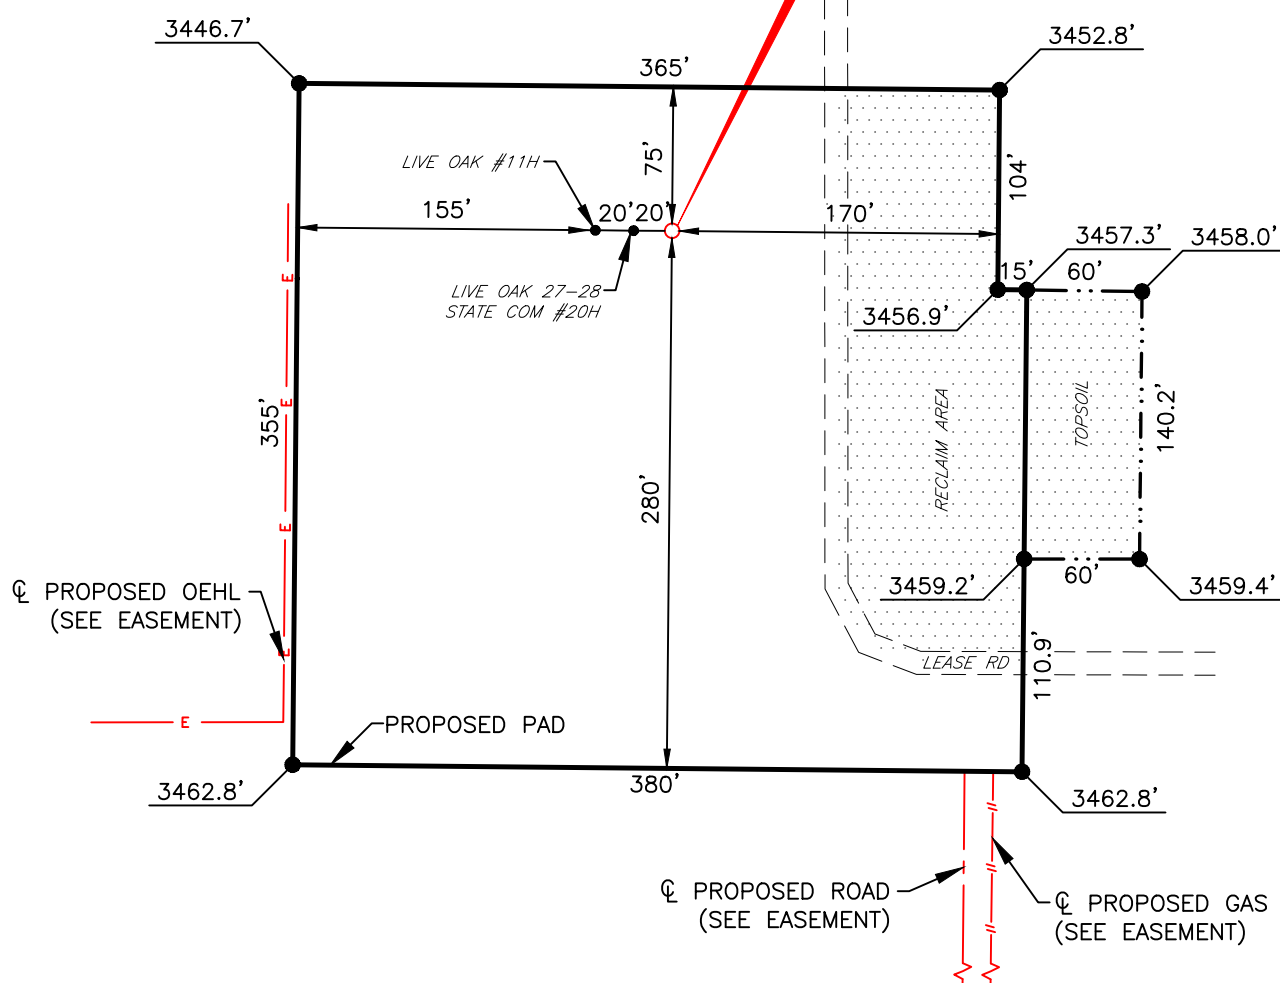 3446.7'
3452.8'
365'
LIVE OAK #11H
75'
104'
155'
20'
20'
170'
3457.3'
3458.0'
15'
60'
LIVE OAK 27-28
STATE COM #20H
3456.9'
E
E
355'
280'
RECLAIM AREA
TOPSOIL
140.2'
E
60'
3459.2'
3459.4'
℄ PROPOSED OEHL
(SEE EASEMENT)
E
LEASE RD
110.9'
E
PROPOSED PAD
3462.8'
380'
3462.8'
℄ PROPOSED ROAD
(SEE EASEMENT)
℄ PROPOSED GAS
(SEE EASEMENT)